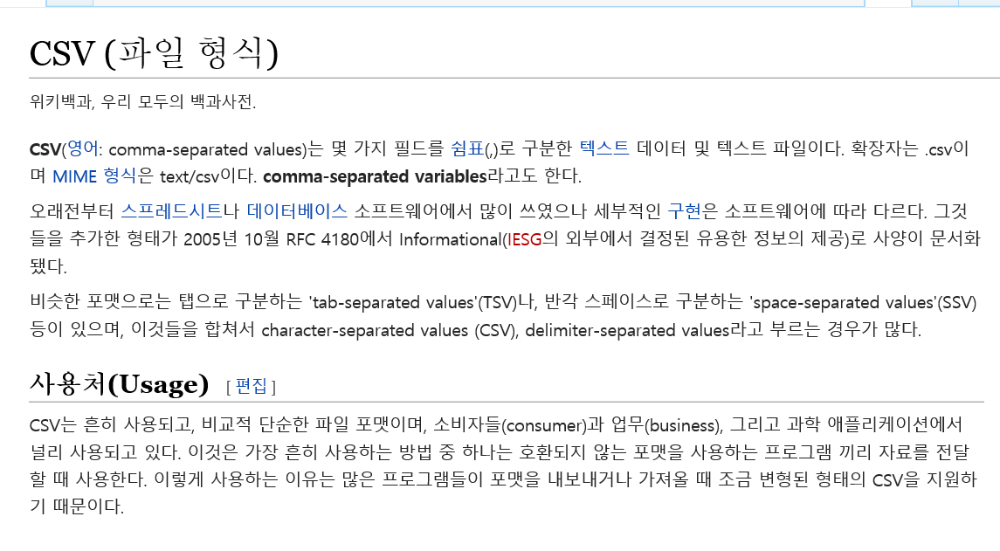 CSV (파일 형식)
위키백과, 우리 모두의 백과사전.
CSV(영어: comma-separated values)는 몇 가지 필드를 쉼표(,)로 구분한 텍스트 데이터 및 텍스트 파일이다. 확장자는 .csv이
며 MIME 형식은 text/csv이다. comma-separated variables라고도 한다.
오래전부터 스프레드시트나 데이터베이스 소프트웨어에서 많이 쓰였으나 세부적인 구현은 소프트웨어에 따라 다르다. 그것
들을 추가한 형태가 2005년 10월 RFC 4180에서 Informational(IESG의 외부에서 결정된 유용한 정보의 제공)로 사양이 문서화
됐다.
비슷한 포맷으로는 탭으로 구분하는 'tab-separated values'(TSV)나, 반각 스페이스로 구분하는 'space-separated values'(SSV)
등이 있으며, 이것들을 합쳐서 character-separated values (CSV), delimiter-separated values라고 부르는 경우가 많다.
사용처(Usage) [편집]
CSV는 흔히 사용되고, 비교적 단순한 파일 포맷이며, 소비자들(consumer)과 업무(business), 그리고 과학 애플리케이션에서
널리 사용되고 있다. 이것은 가장 흔히 사용하는 방법 중 하나는 호환되지 않는 포맷을 사용하는 프로그램 끼리 자료를 전달
할 때 사용한다. 이렇게 사용하는 이유는 많은 프로그램들이 포맷을 내보내거나 가져올 때 조금 변형된 형태의 CSV을 지원하
기 때문이다.